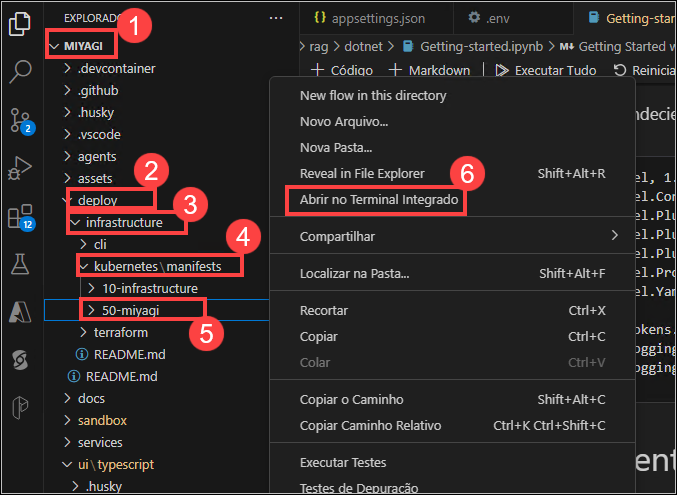 EXPLORADO
···
1
MIYAGI
.devcontainer
.github
.husky
.vscode
agents
assets
2
deploy
3
infrastructure
4
cli
kubernetes\manifests
10-infrastructure
50-miyagi
5
terraform
README.md
README.md
docs
sandbox
services
ui\typescript
.husky
2
12
appsettings.json
.env
Getting-star
rag > dotnet > Getting-started.ipynb > Getting Started w
+ Código + Markdown Executar Tudo Reinicia
New flow in this directory
Novo Arquivo...
Nova Pasta...
6
Reveal in File Explorer Shift+Alt+R
Abrir no Terminal Integrado
Compartilhar
Localizar na Pasta... Shift+Alt+F
Recortar Ctrl+X
Copiar Ctrl+C
Colar Ctrl+V
Copiar o Caminho Shift+Alt+C
Copiar Caminho Relativo Ctrl+K Ctrl+Shift+C
Executar Testes
Testes de Depuração
ndecie
el, 1.
el.Plu
el.Plu
el.Plu
el.Pro
el.Yam
okens.
ogging
ogging
ent